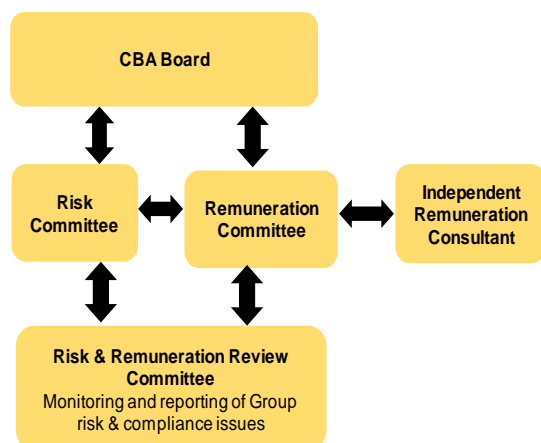 CBA Board
Risk
Committee
Remuneration
Committee
Independent
Remuneration
Consultant
Risk & Remuneration Review
Committee
Monitoring and reporting of Group
risk & compliance issues